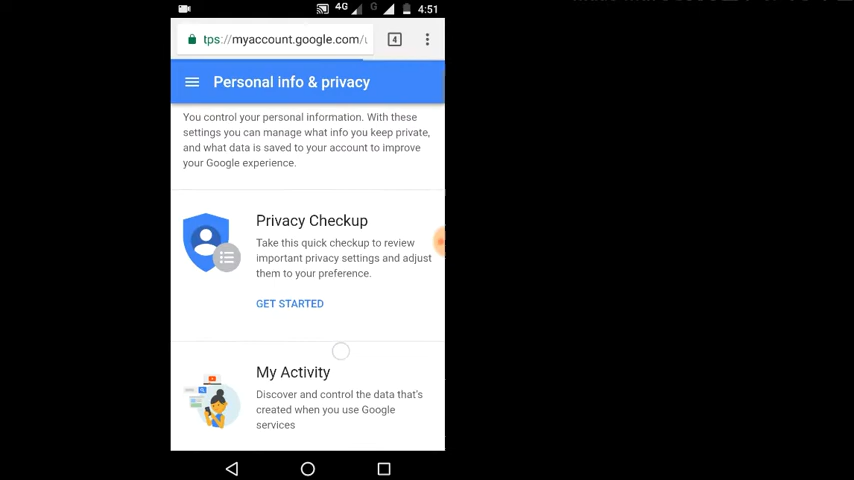 4G G 4:51
tps://myaccount.google.com/u 4
Personal info & privacy
You control your personal information. With these
settings you can manage what info you keep private,
and what data is saved to your account to improve
your Google experience.
Privacy Checkup
Take this quick checkup to review
important privacy settings and adjust
them to your preference.
GET STARTED
My Activity
Discover and control the data that's
created when you use Google
services